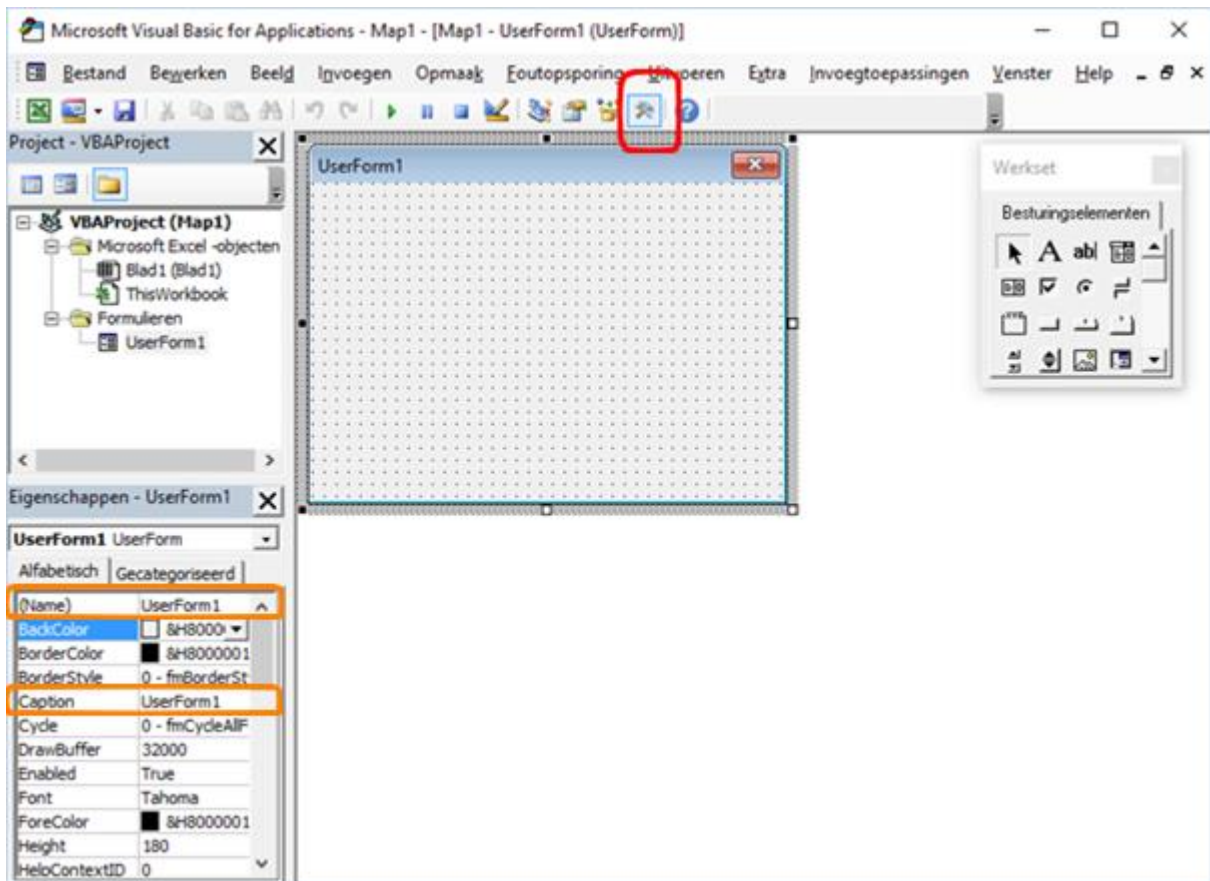 Microsoft Visual Basic for Applications - Map1 - [Map1 - UserForm1 (UserForm)]
Bestand Bewerken Beeld Invoegen Opmaak Foutopsporing Uitvoeren Extra Invoegtoepassingen Venster Help
Project - VBAProject
VBAProject (Map1)
Microsoft Excel -objecten
Blad1 (Blad1)
ThisWorkbook
Formulieren
UserForm1
Eigenschappen - UserForm1
UserForm1 UserForm
Alfabetisch Gecategoriseerd
(Name) UserForm1
BackColor &H8000
BorderColor &H8000001
BorderStyle 0 - fmBorderSt
Caption UserForm1
Cycle 0 - fmCycleAllF
DrawBuffer 32000
Enabled True
Font Tahoma
ForeColor &H8000001
Height 180
HelpContextID 0
UserForm1
Werkset
Besturingselementen
A abl